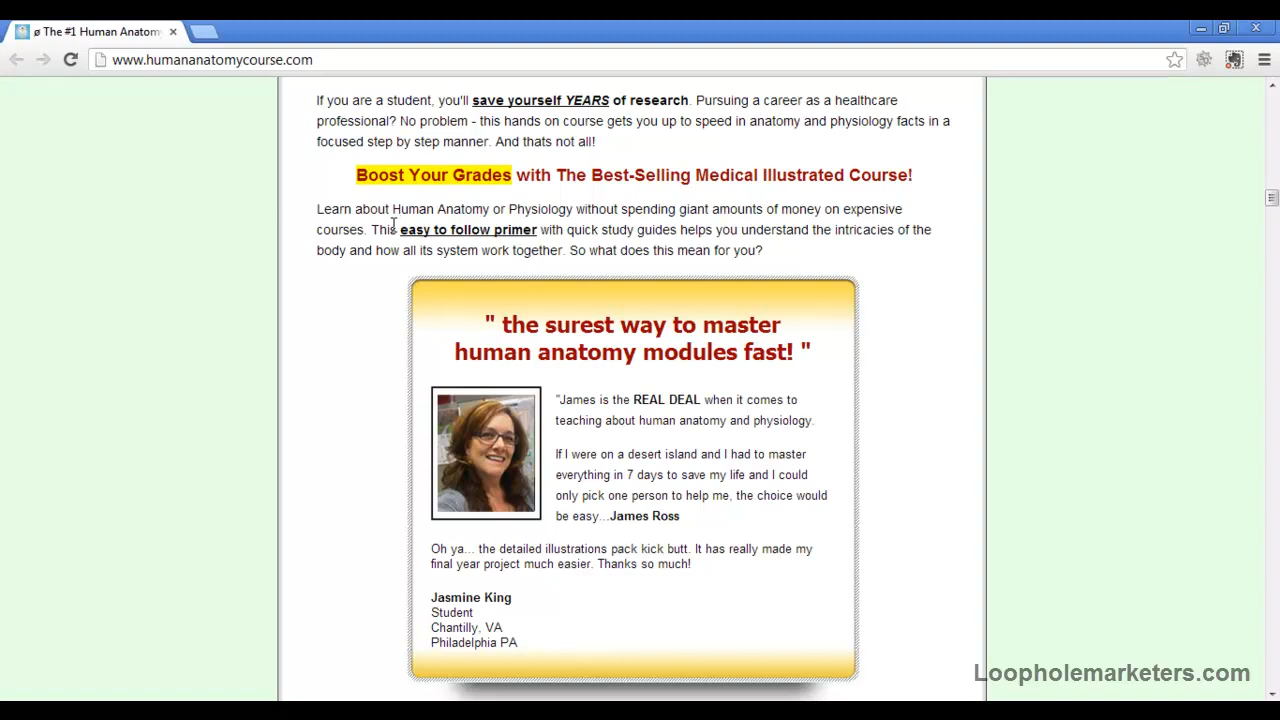 ø The #1 Human Anatom
www.humananatomycourse.com
If you are a student, you'll save yourself YEARS of research. Pursuing a career as a healthcare
professional? No problem - this hands on course gets you up to speed in anatomy and physiology facts in a
focused step by step manner. And thats not all!
Boost Your Grades with The Best-Selling Medical Illustrated Course!
Learn about Human Anatomy or Physiology without spending giant amounts of money on expensive
courses. This easy to follow primer with quick study guides helps you understand the intricacies of the
body and how all its system work together. So what does this mean for you?
" the surest way to master
human anatomy modules fast! "
"James is the REAL DEAL when it comes to
teaching about human anatomy and physiology.
If I were on a desert island and I had to master
everything in 7 days to save my life and I could
only pick one person to help me, the choice would
be easy...James Ross
Oh ya... the detailed illustrations pack kick butt. It has really made my
final year project much easier. Thanks so much!
Jasmine King
Student
Chantilly, VA
Philadelphia PA
Loopholemarketers.com